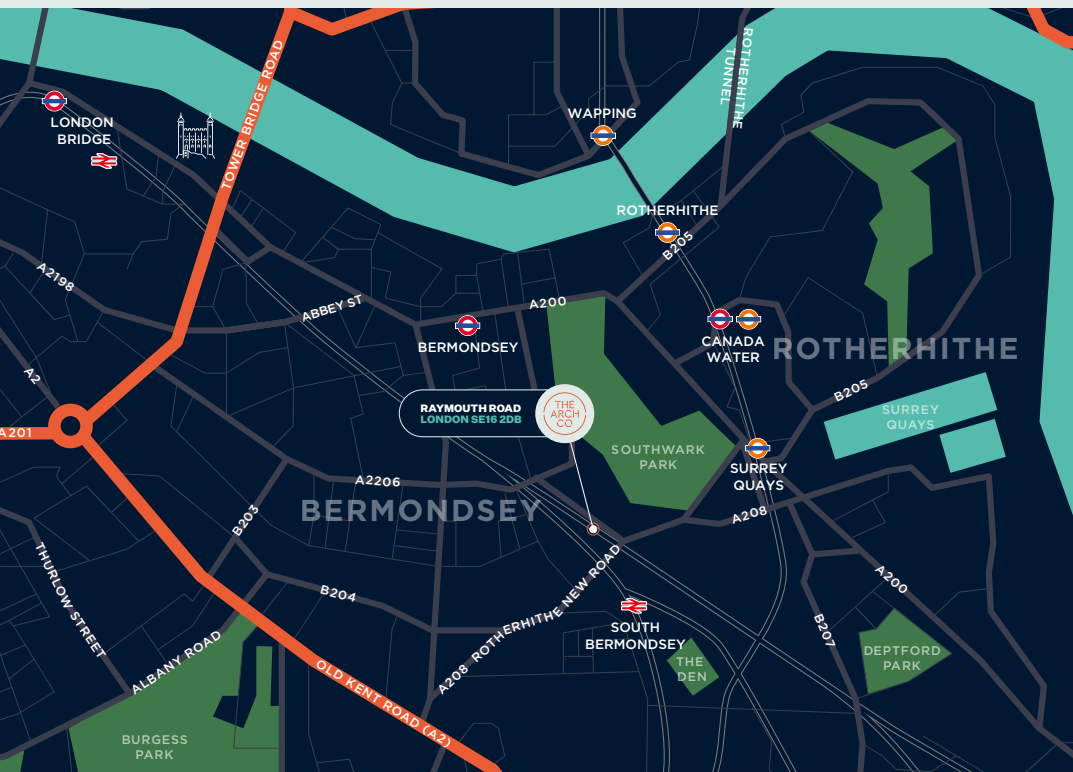 ROTHERHITHE
TUNNEL
TOWER BRIDGE ROAD
WAPPING
LONDON
BRIDGE
ROTHERHITHE
B205
A2198
ABBEY ST
A200
BERMONDSEY
CANADA
WATER
ROTHERHITHE
A2
B205
RAYMOUTH ROAD
LONDON SE16 2DB
THE
ARCH
CO
SURREY
QUAYS
A201
SOUTHWARK
PARK
SURREY
QUAYS
A2206
BERMONDSEY
B203
A208
THURLOW STREET
B204
A208 ROTHERHITHE NEW ROAD
A200
SOUTH
BERMONDSEY
B207
ALBANY ROAD
THE
DEN
DEPTFORD
PARK
OLD KENT ROAD (A2)
BURGESS
PARK